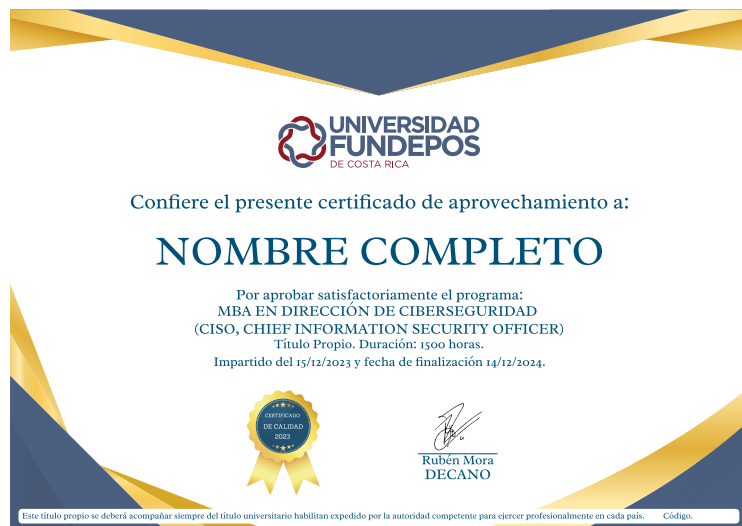 UNIVERSIDAD
FUNDEPOS
DE COSTA RICA
Confiere el presente certificado de aprovechamiento a:
NOMBRE COMPLETO
Por aprobar satisfactoriamente el programa:
MBA EN DIRECCIÓN DE CIBERSEGURIDAD
(CISO, CHIEF INFORMATION SECURITY OFFICER)
Título Propio. Duración: 1500 horas.
Impartido del 15/12/2023 y fecha de finalización 14/12/2024.
CERTIFICADO
DE CALIDAD
2023
Rubén Mora
DECANO
Este título propio se deberá acompañar siempre del título universitario habilitan expedido por la autoridad competente para ejercer profesionalmente en cada país. Código.